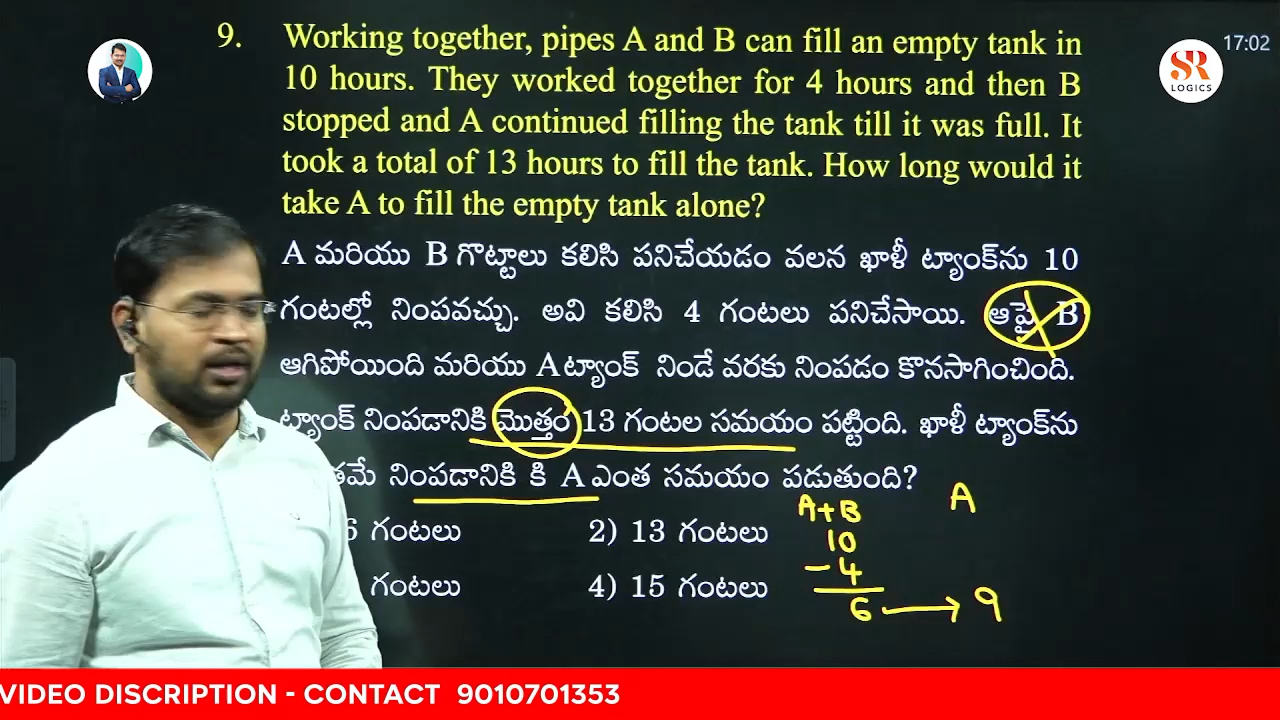 9. Working together, pipes A and B can fill an empty tank in
10 hours. They worked together for 4 hours and then B
stopped and A continued filling the tank till it was full. It
took a total of 13 hours to fill the tank. How long would it
take A to fill the empty tank alone?
A మరియు B గొట్టాలు కలిసి పనిచేయడం వలన ఖాళీ ట్యాంక్‌ను 10
గంటల్లో నింపవచ్చు. అవి కలిసి 4 గంటలు పనిచేసాయి. ఆపై B
ఆగిపోయింది మరియు A ట్యాంక్ నిండే వరకు నింపడం కొనసాగించింది.
ట్యాంక్ నింపడానికి మొత్తం 13 గంటల సమయం పట్టింది. ఖాళీ ట్యాంక్‌ను
నింపడానికి కి A ఎంత సమయం పడుతుంది?
గంటలు 2) 13 గంటలు
గంటలు 4) 15 గంటలు
A+B A
10
-4
6 → 9
SR
LOGICS
17:02
VIDEO DISCRIPTION - CONTACT 9010701353